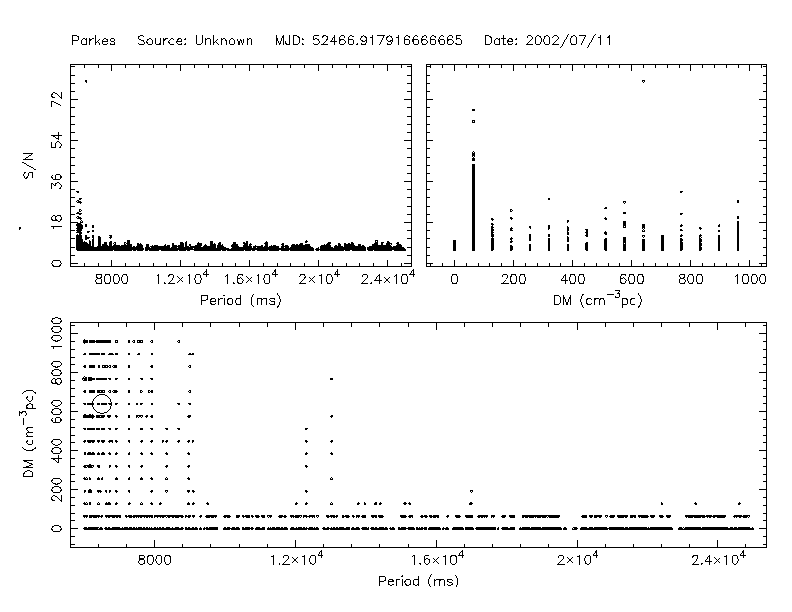 Parkes Source: Unknown MJD: 52466.917916666665 Date: 2002/07/11
S/N
72
54
36
18
0
8000 1.2×10⁴ 1.6×10⁴ 2×10⁴ 2.4×10⁴
Period (ms)
0 200 400 600 800 1000
DM (cm⁻³pc)
DM (cm⁻³pc)
1000
800
600
400
200
0
8000 1.2×10⁴ 1.6×10⁴ 2×10⁴ 2.4×10⁴
Period (ms)